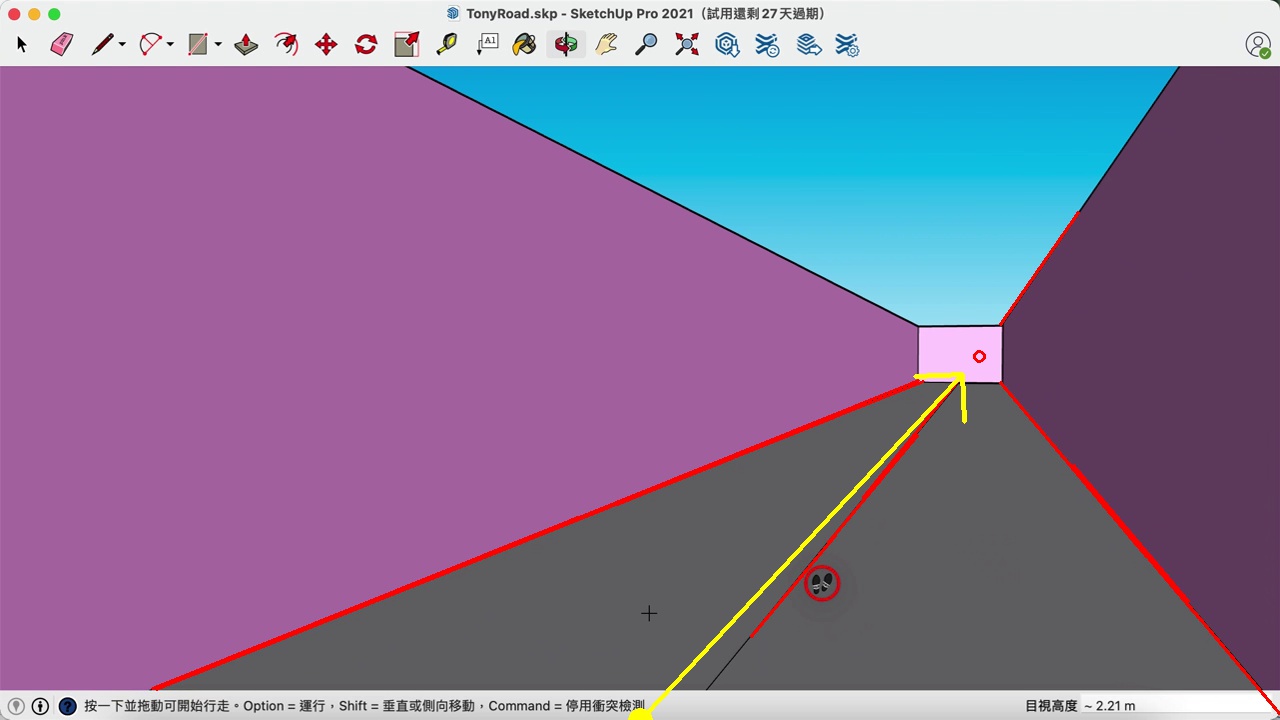 TonyRoad.skp - SketchUp Pro 2021（試用還剩 27 天過期）
A1
按一下並拖動可開始行走。Option = 運行，Shift = 垂直或側向移動，Command = 停用衝突檢測
目視高度 ~ 2.21 m